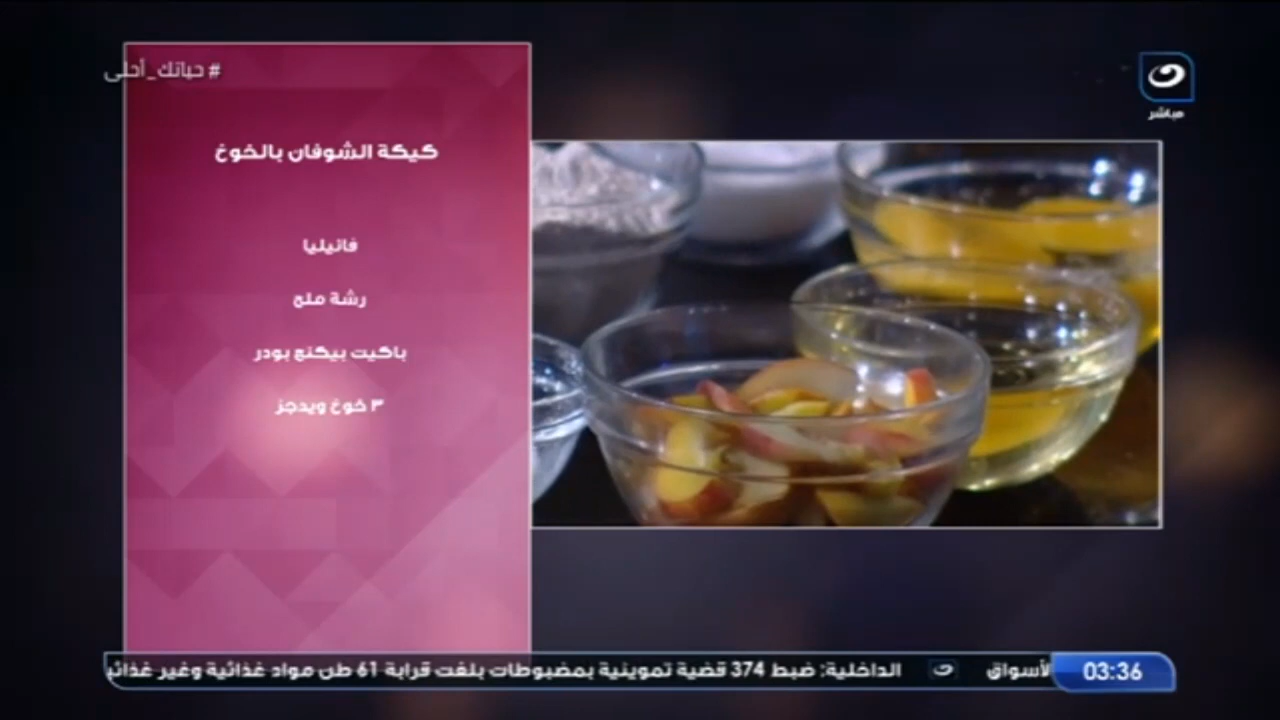 #حياتك_أحلى
مباشر
كيكة الشوفان بالخوخ
فانيليا
رشة ملح
باكيت بيكنج بودر
٣ خوخ ويدجز
03:36
الأسواق
الداخلية: ضبط 374 قضية تموينية بمضبوطات بلغت قرابة 61 طن مواد غذائية وغير